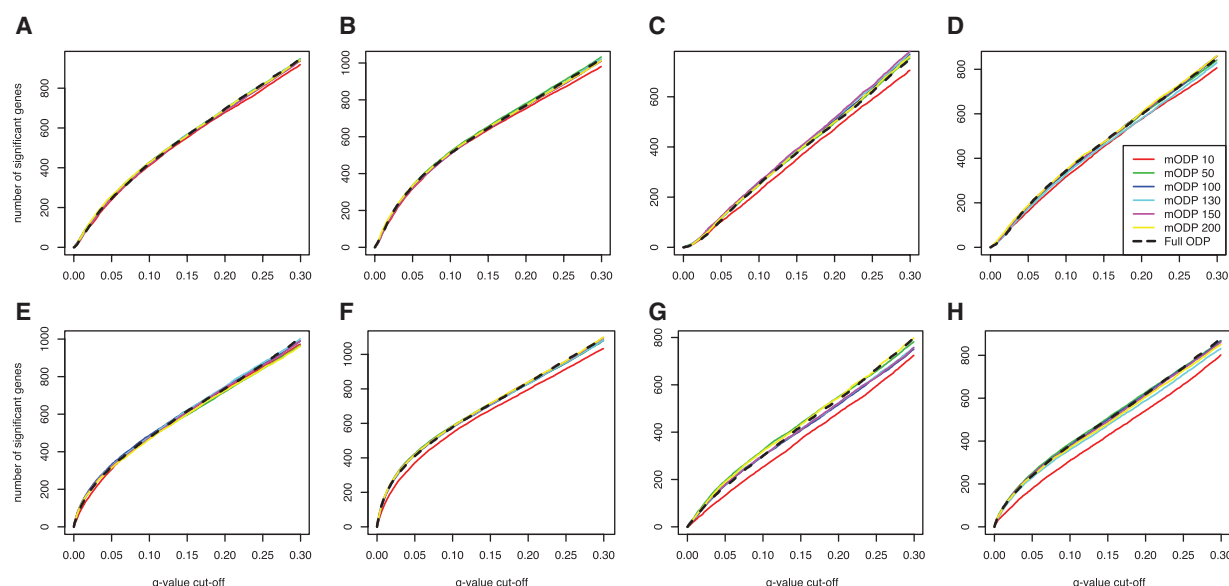 A
B
C
D
number of significant genes
0 200 400 600 800
0.00 0.05 0.10 0.15 0.20 0.25 0.30
0 200 400 600 800 1000
0.00 0.05 0.10 0.15 0.20 0.25 0.30
0 200 400 600
0.00 0.05 0.10 0.15 0.20 0.25 0.30
0 200 400 600 800
0.00 0.05 0.10 0.15 0.20 0.25 0.30
mODP 10
mODP 50
mODP 100
mODP 130
mODP 150
mODP 200
Full ODP
E
F
G
H
number of significant genes
0 200 400 600 800 1000
0.00 0.05 0.10 0.15 0.20 0.25 0.30
q-value cut-off
0 200 400 600 800 1000
0.00 0.05 0.10 0.15 0.20 0.25 0.30
q-value cut-off
0 200 400 600 800
0.00 0.05 0.10 0.15 0.20 0.25 0.30
q-value cut-off
0 200 400 600 800
0.00 0.05 0.10 0.15 0.20 0.25 0.30
q-value cut-off